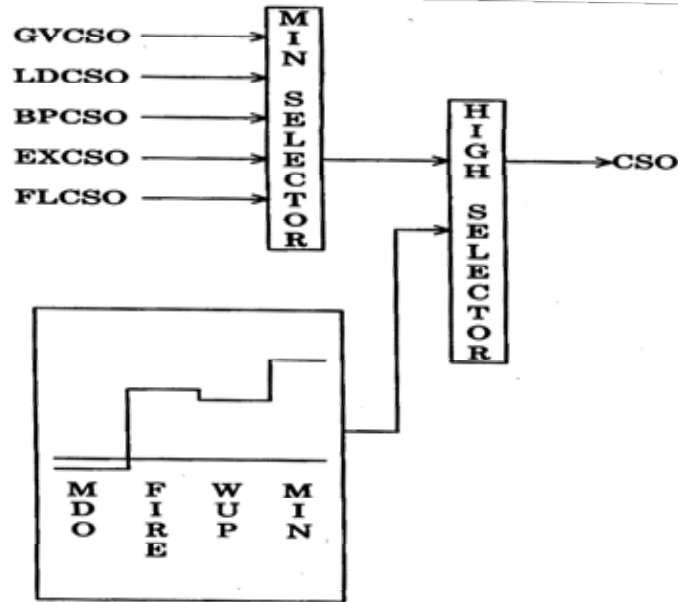 GVCSO
LDCSO
BPCSO
EXCSO
FLCSO
MIN SELECTOR
HIGH SELECTOR
CSO
MDO
FIRE
WUP
MIN